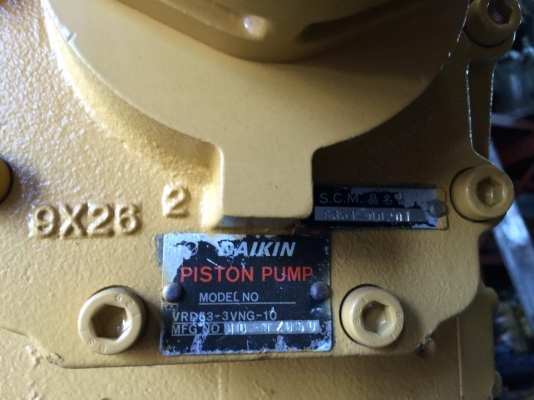 9X26 2
S.C.M. 品名
DAIKIN
PISTON PUMP
MODEL NO
VRD63-3VNG-10
MFG NO